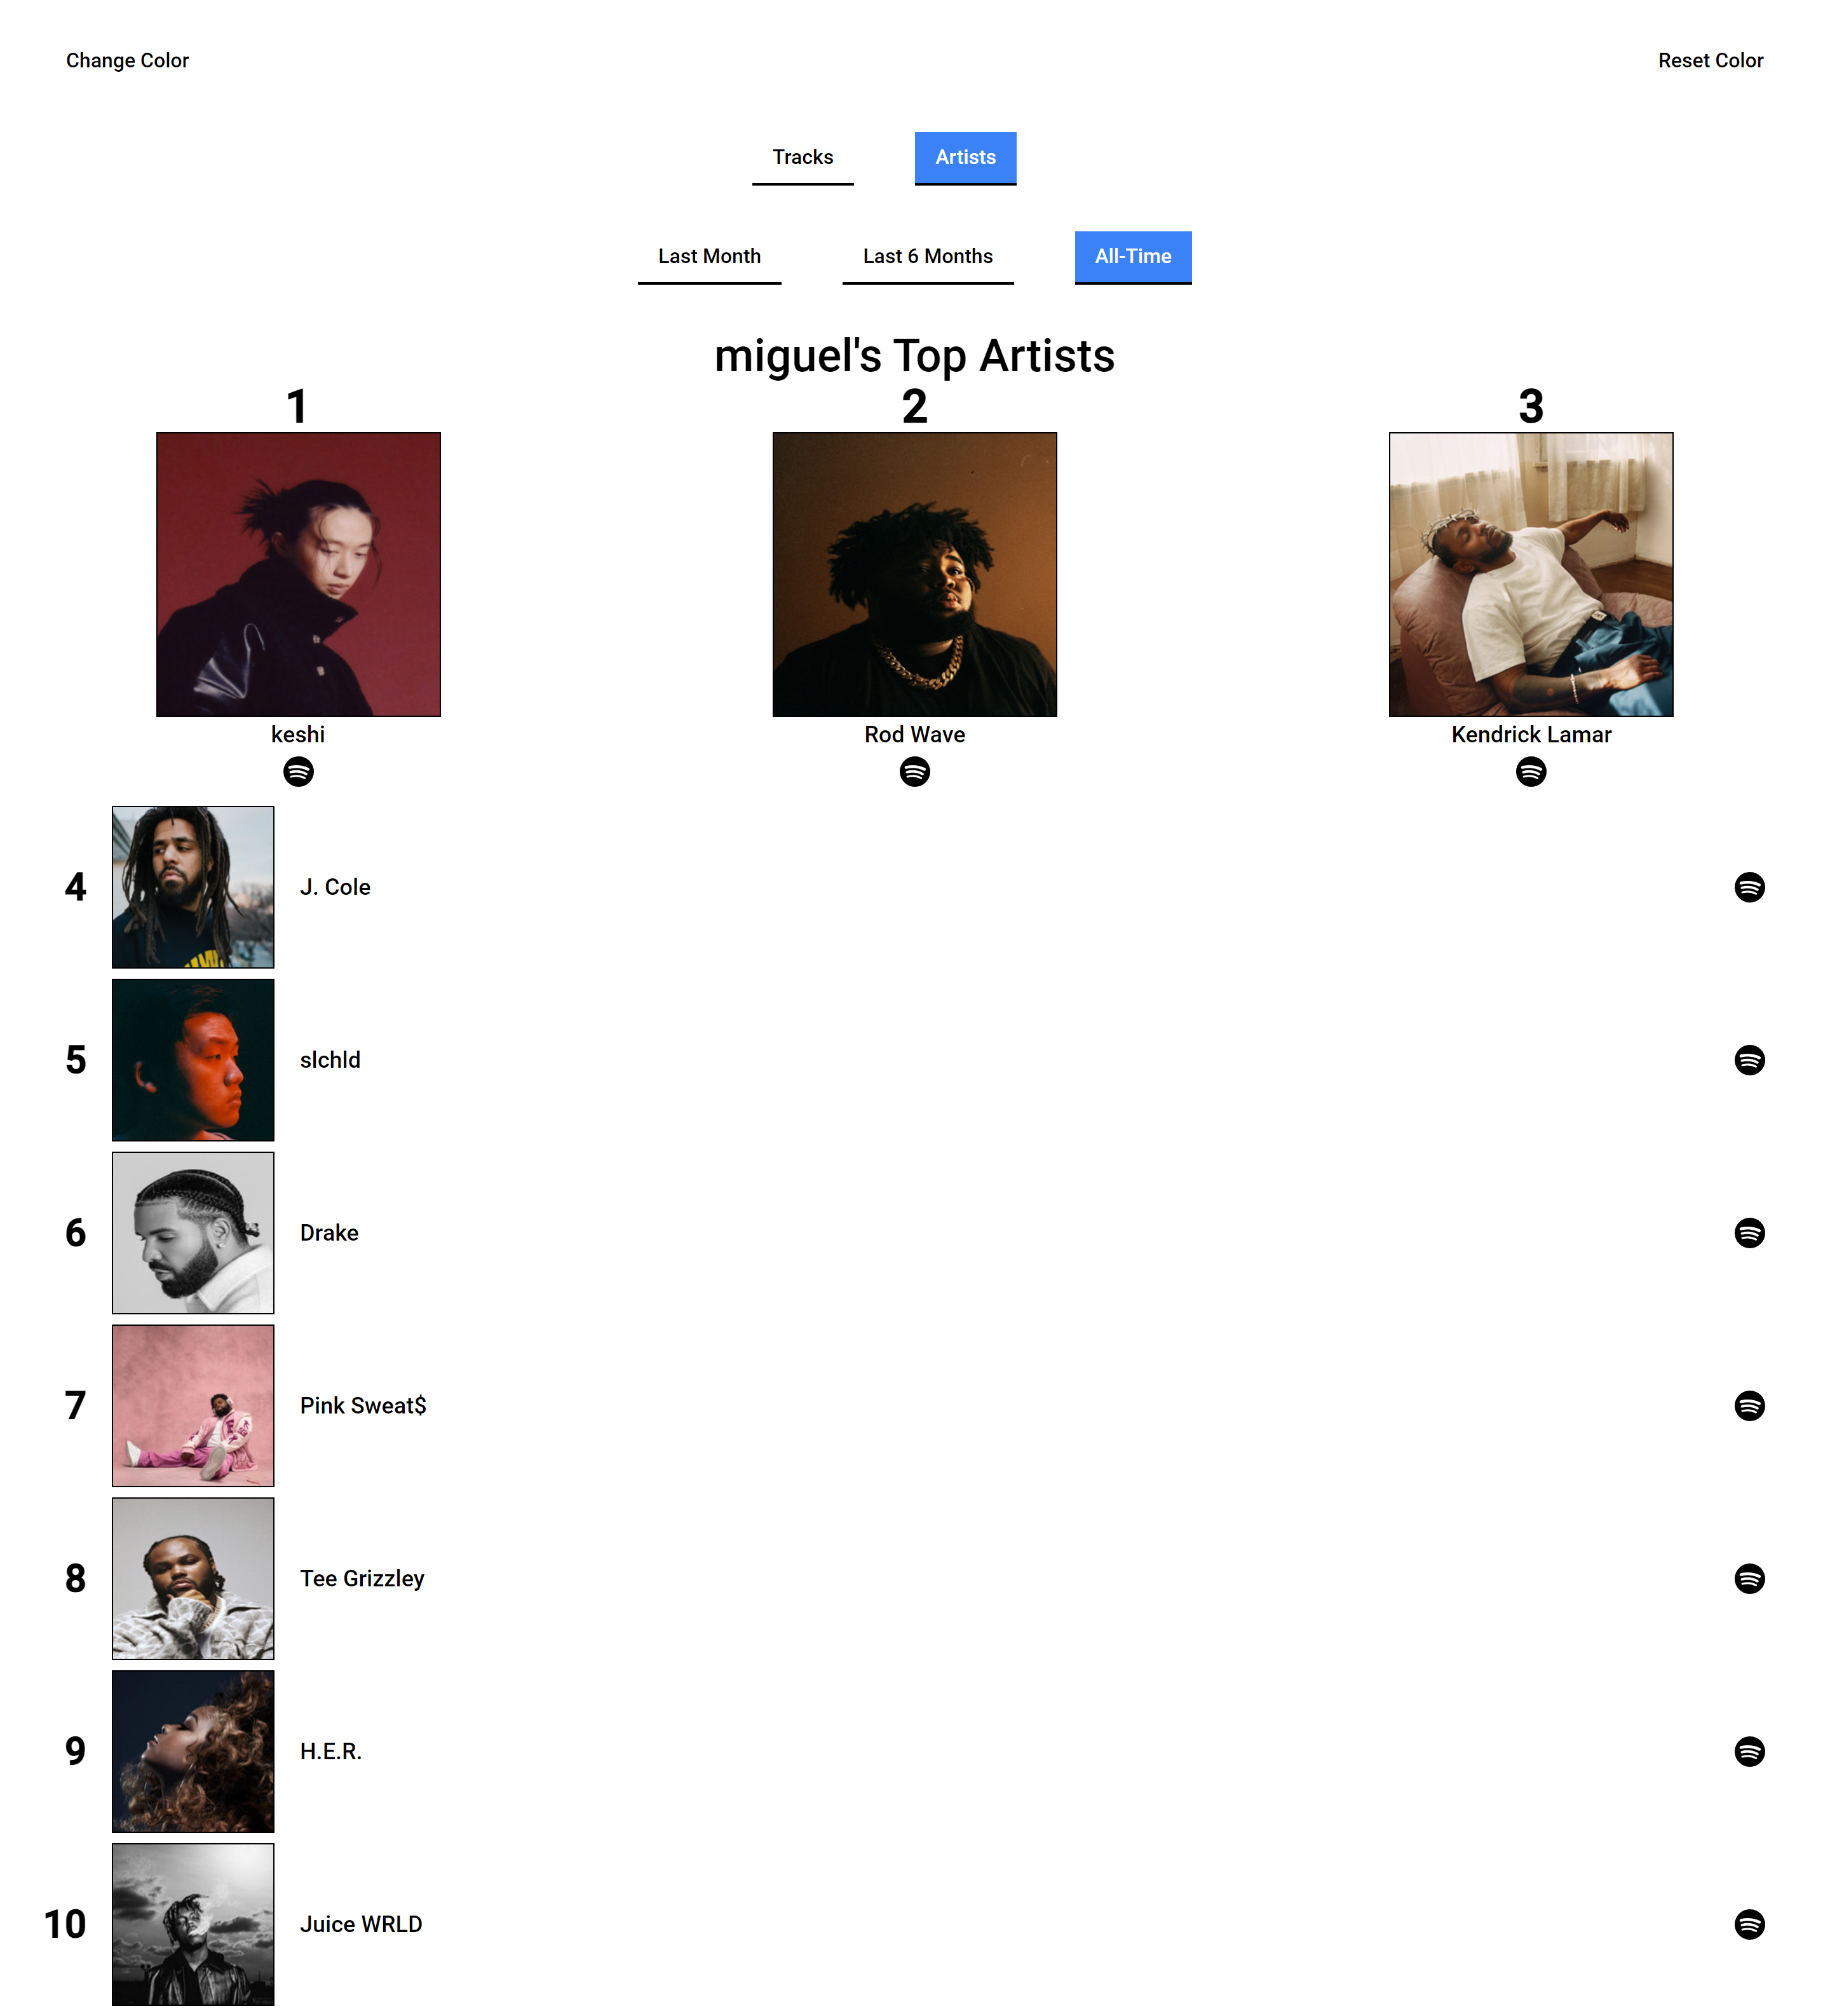 Change Color
Reset Color
Tracks
Artists
Last Month
Last 6 Months
All-Time
miguel's Top Artists
1
2
3
keshi
Rod Wave
Kendrick Lamar
4
J. Cole
5
slchld
6
Drake
7
Pink Sweat$
8
Tee Grizzley
9
H.E.R.
10
Juice WRLD